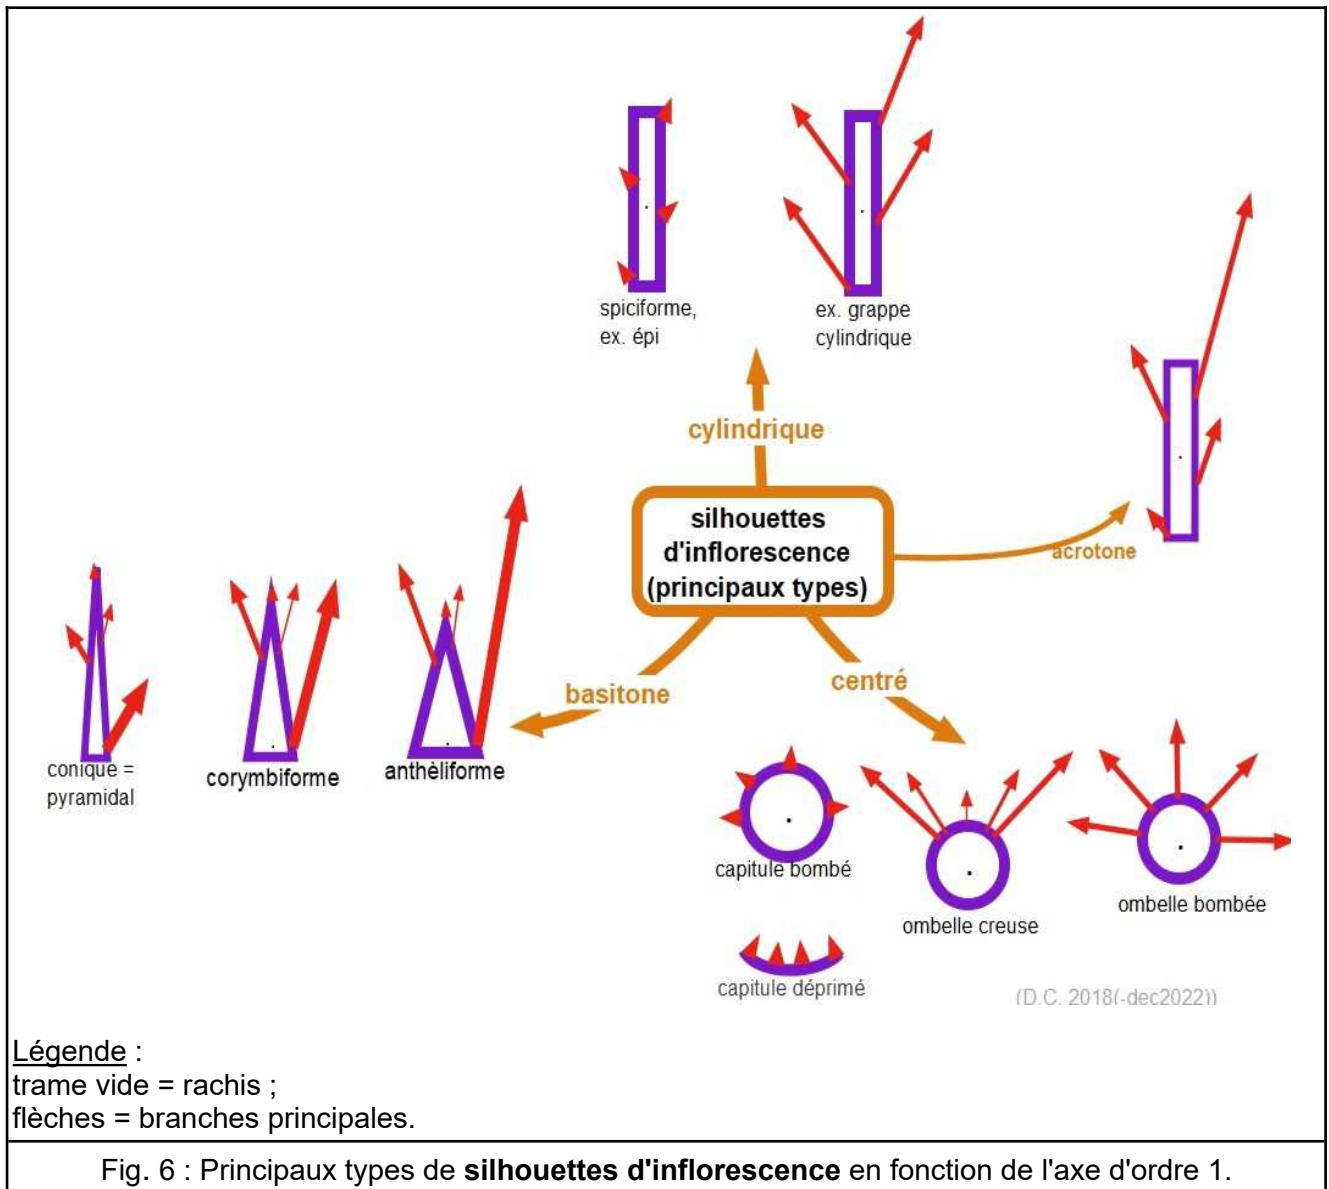 spiciforme,
ex. épi
ex. grappe
cylindrique
cylindrique
silhouettes
d'inflorescence
(principaux types)
acrotone
basitone
centré
conique =
pyramidal
corymbiforme
anthèliforme
capitule bombé
ombelle creuse
ombelle bombée
capitule déprimé
(D.C. 2018(-dec2022))
Légende :
trame vide = rachis ;
flèches = branches principales.
Fig. 6 : Principaux types de silhouettes d'inflorescence en fonction de l'axe d'ordre 1.